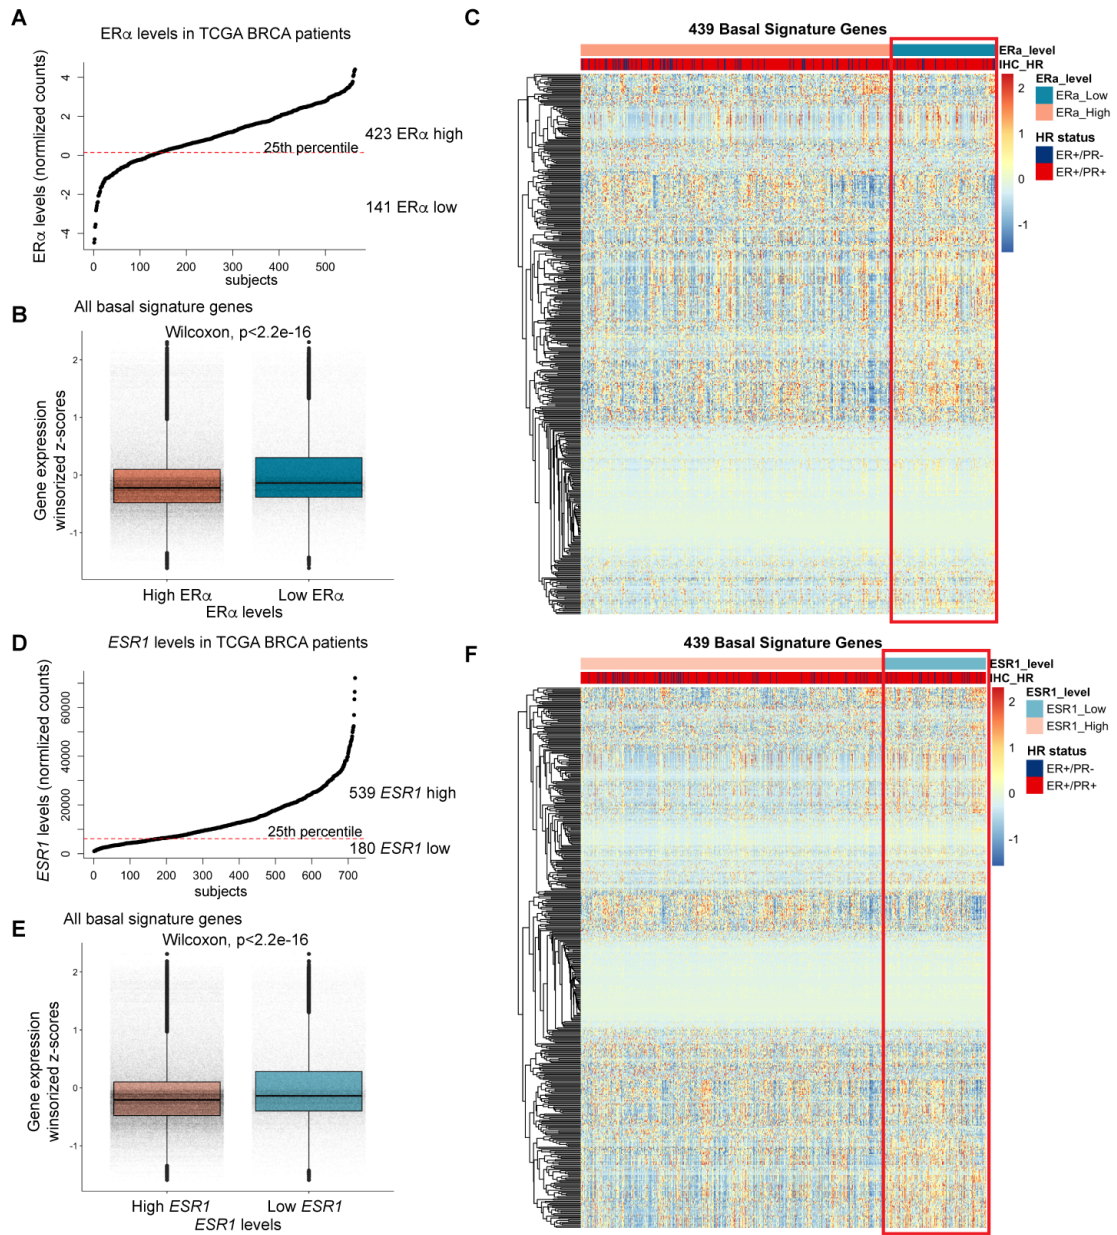 A
ERα levels in TCGA BRCA patients
ERα levels (normlized counts)
4
2
0
-2
-4
423 ERα high
25th percentile
141 ERα low
0
100
200
300
400
500
subjects
B
All basal signature genes
Wilcoxon, p<2.2e-16
Gene expression
winsorized z-scores
2
1
0
-1
High ERα
Low ERα
ERα levels
C
439 Basal Signature Genes
ERa_level
IHC_HR
2
1
0
-1
ERa_level
ERa_Low
ERa_High
HR status
ER+/PR-
ER+/PR+
D
ESR1 levels in TCGA BRCA patients
ESR1 levels (normlized counts)
60000
40000
20000
0
539 ESR1 high
25th percentile
180 ESR1 low
0
100
200
300
400
500
600
700
subjects
E
All basal signature genes
Wilcoxon, p<2.2e-16
Gene expression
winsorized z-scores
2
1
0
-1
High ESR1
Low ESR1
ESR1 levels
F
439 Basal Signature Genes
ESR1_level
IHC_HR
2
1
0
-1
ESR1_level
ESR1_Low
ESR1_High
HR status
ER+/PR-
ER+/PR+